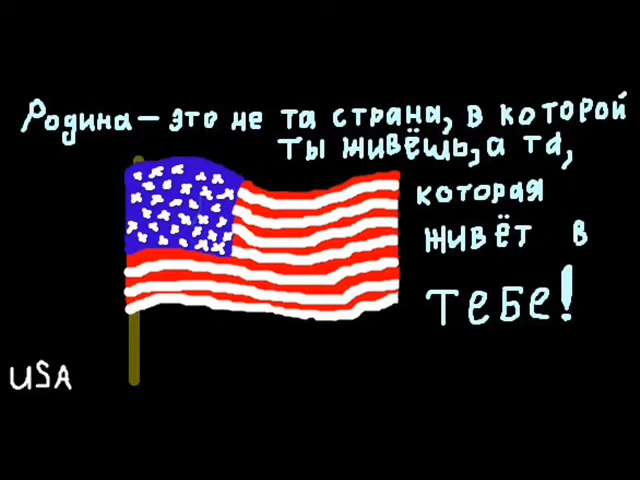 Родина — это не та страна, в которой
ты живёшь, а та,
которая
живёт в
тебе!
USA